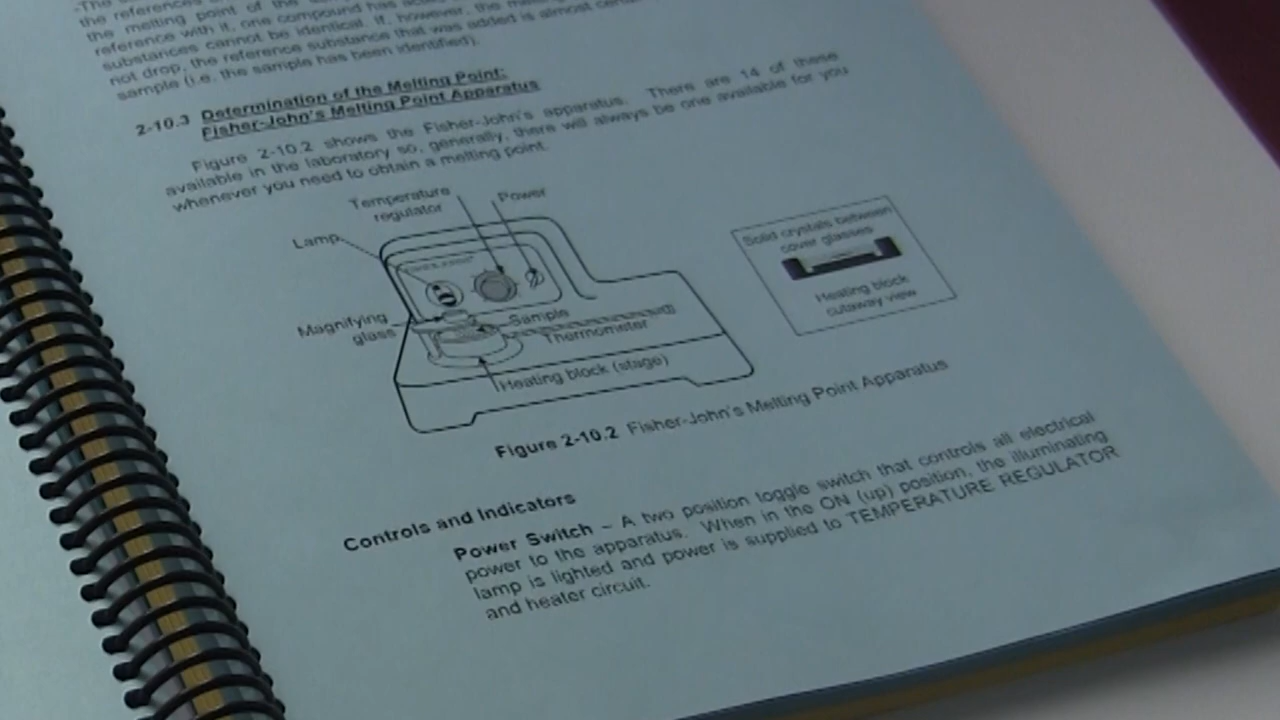 the references
the melting point of the
reference with it, one compound has
substances cannot be identical. If, however, the
not drop, the reference substance that was added is almost
sample (i.e. the sample has been identified).
2-10.3 Determination of the Melting Point:
Fisher-John's Melting Point Apparatus
Figure 2-10.2 shows the Fisher-John's apparatus. There are 14 of these
available in the laboratory so, generally, there will always be one available for you
whenever you need to obtain a melting point.
Temperature
regulator
Power
Lamp
Magnifying
glass
Sample
Thermometer
Heating block (stage)
Solid crystals between
cover glasses
Heating block
cutaway view
Figure 2-10.2 Fisher-John's Melting Point Apparatus
Controls and Indicators
Power Switch – A two position toggle switch that controls all electrical
power to the apparatus. When in the ON (up) position, the illuminating
lamp is lighted and power is supplied to TEMPERATURE REGULATOR
and heater circuit.